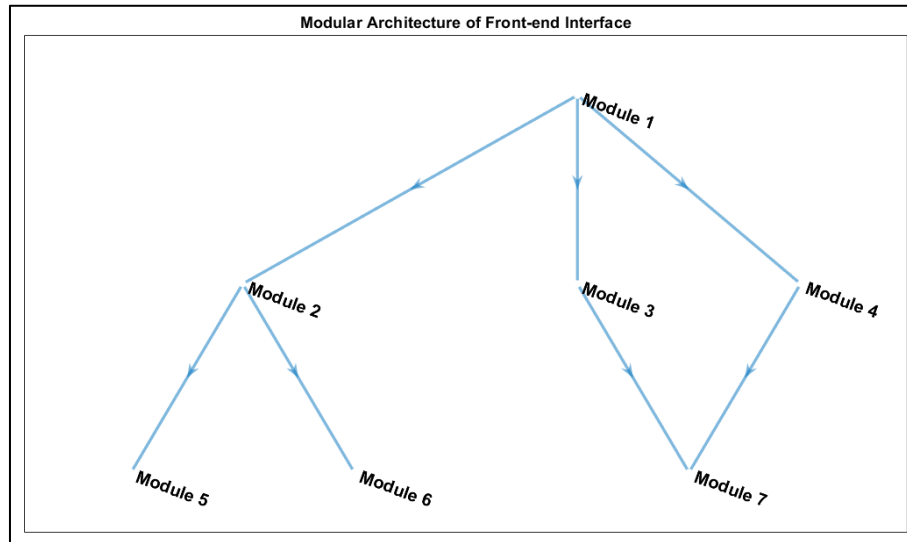 Modular Architecture of Front-end Interface
Module 1
Module 2
Module 3
Module 4
Module 5
Module 6
Module 7